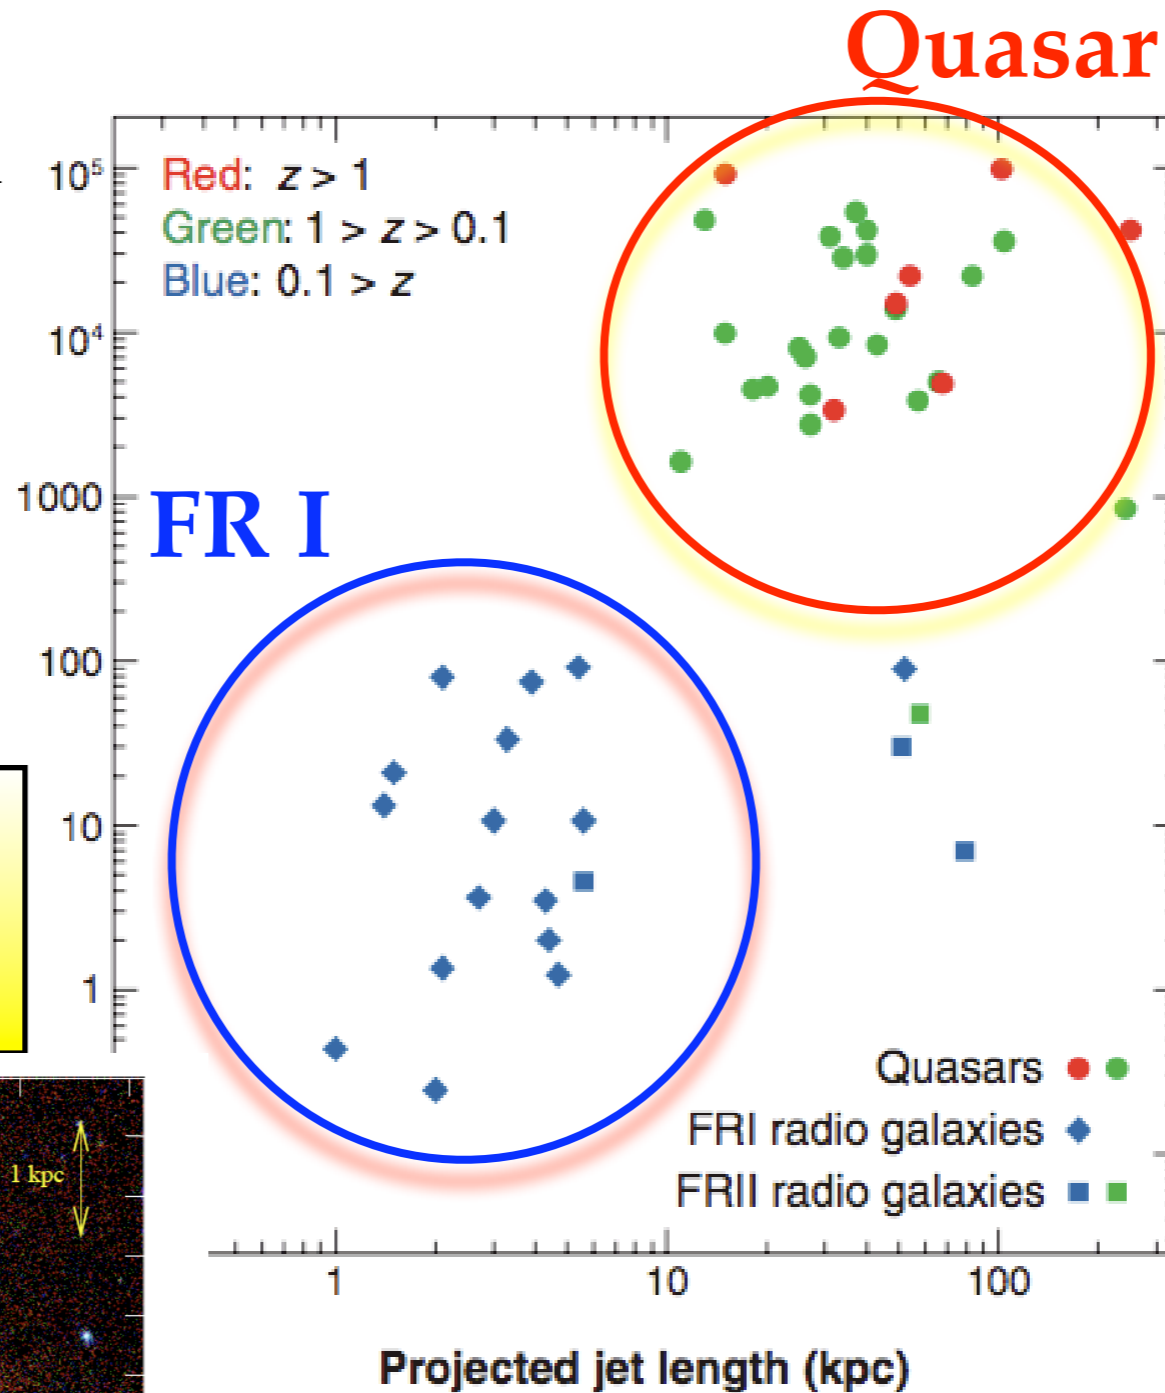 Quasar
Red: z > 1
Green: 1 > z > 0.1
Blue: 0.1 > z
10⁵
10⁴
1000
FR I
100
10
1
Quasars
FRI radio galaxies
FRII radio galaxies
1 kpc
1 10 100
Projected jet length (kpc)